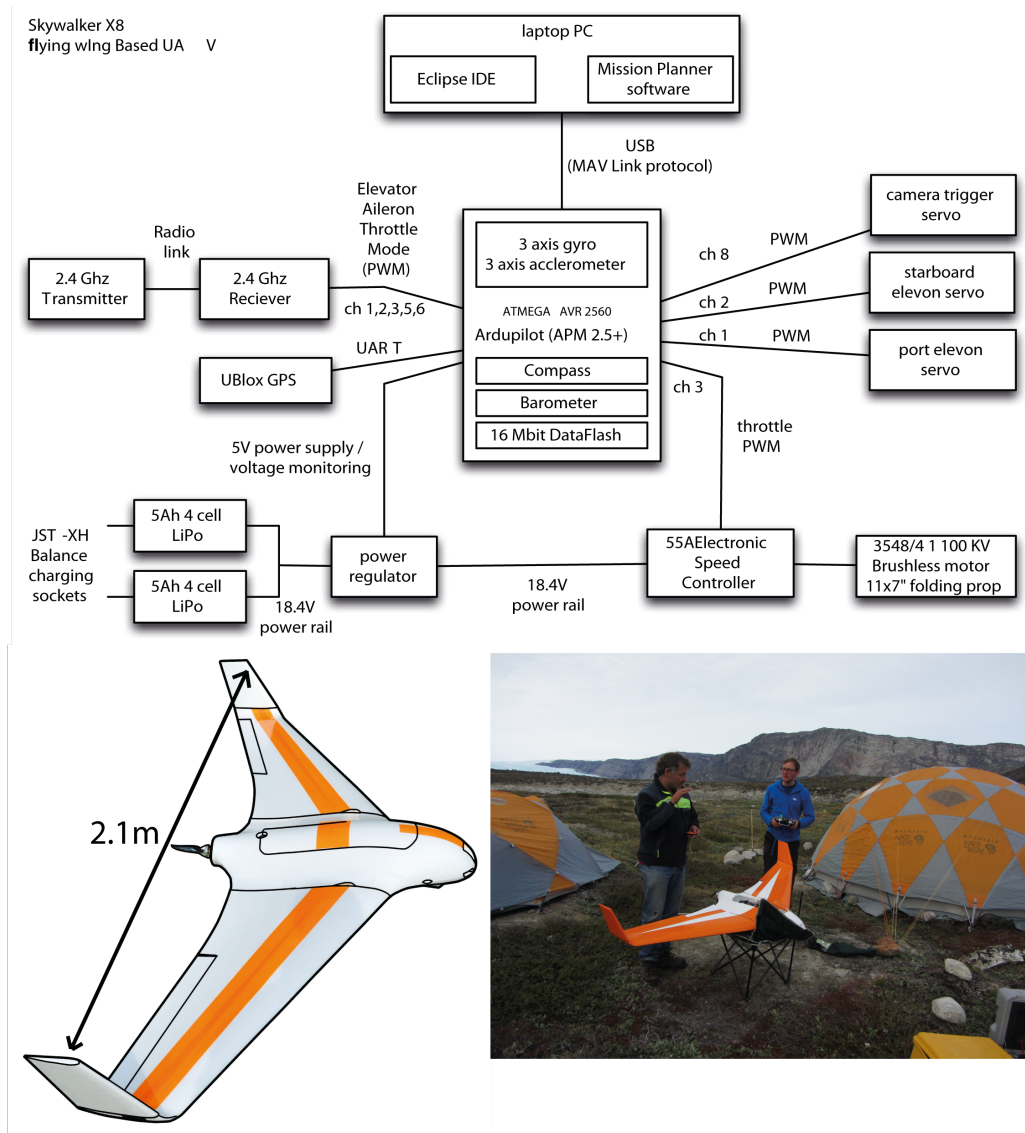 Skywalker X8
flying wIng Based UA V
laptop PC
Eclipse IDE
Mission Planner
software
USB
(MAV Link protocol)
Elevator
Aileron
Throttle
Mode
(PWM)
Radio
link
2.4 Ghz
Transmitter
2.4 Ghz
Reciever
ch 1,2,3,5,6
UAR T
UBlox GPS
3 axis gyro
3 axis acclerometer
ATMEGA AVR 2560
Ardupilot (APM 2.5+)
Compass
Barometer
16 Mbit DataFlash
ch 8
PWM
camera trigger
servo
ch 2
PWM
starboard
elevon servo
ch 1
PWM
port elevon
servo
ch 3
throttle
PWM
5V power supply /
voltage monitoring
JST -XH
Balance
charging
sockets
5Ah 4 cell
LiPo
5Ah 4 cell
LiPo
18.4V
power rail
power
regulator
18.4V
power rail
55AElectronic
Speed
Controller
3548/4 1 100 KV
Brushless motor
11x7" folding prop
2.1m